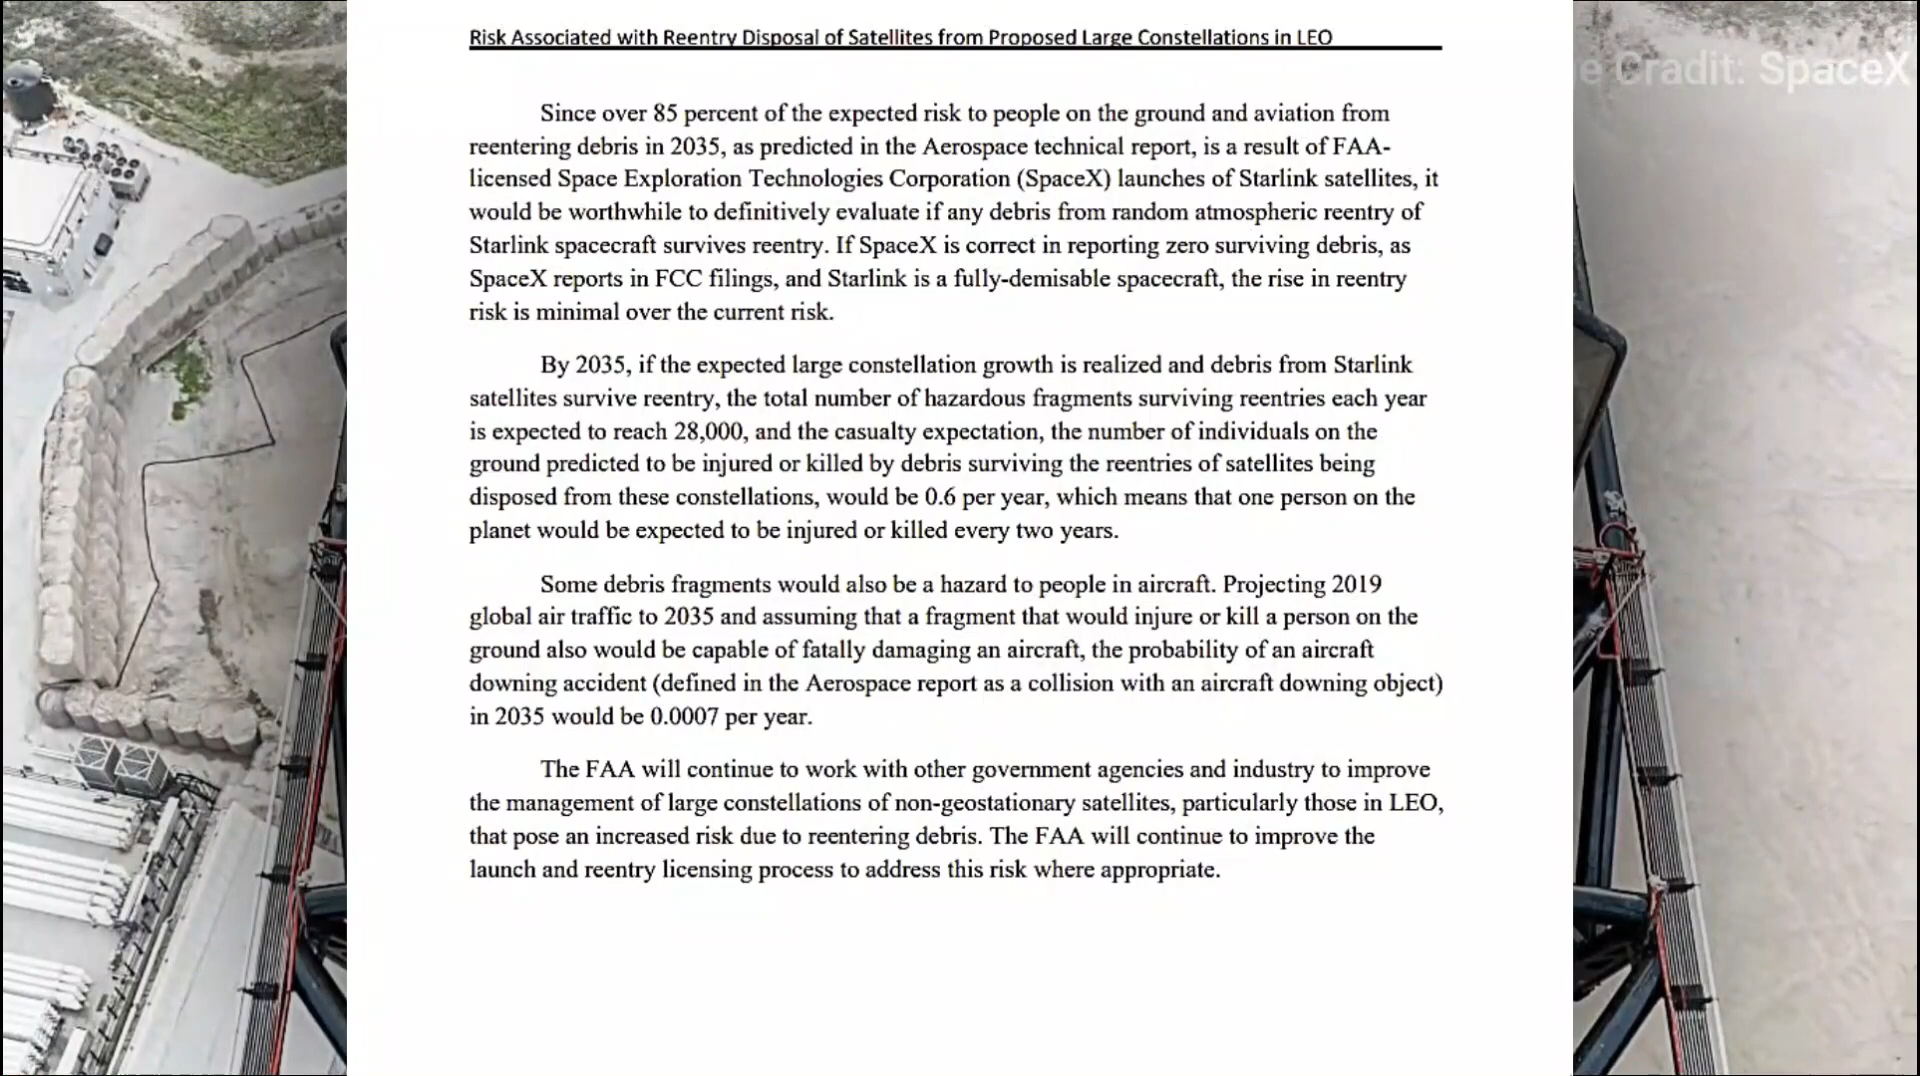 Risk Associated with Reentry Disposal of Satellites from Proposed Large Constellations in LEO
e Cradit: SpaceX
Since over 85 percent of the expected risk to people on the ground and aviation from
reentering debris in 2035, as predicted in the Aerospace technical report, is a result of FAA-
licensed Space Exploration Technologies Corporation (SpaceX) launches of Starlink satellites, it
would be worthwhile to definitively evaluate if any debris from random atmospheric reentry of
Starlink spacecraft survives reentry. If SpaceX is correct in reporting zero surviving debris, as
SpaceX reports in FCC filings, and Starlink is a fully-demisable spacecraft, the rise in reentry
risk is minimal over the current risk.
By 2035, if the expected large constellation growth is realized and debris from Starlink
satellites survive reentry, the total number of hazardous fragments surviving reentries each year
is expected to reach 28,000, and the casualty expectation, the number of individuals on the
ground predicted to be injured or killed by debris surviving the reentries of satellites being
disposed from these constellations, would be 0.6 per year, which means that one person on the
planet would be expected to be injured or killed every two years.
Some debris fragments would also be a hazard to people in aircraft. Projecting 2019
global air traffic to 2035 and assuming that a fragment that would injure or kill a person on the
ground also would be capable of fatally damaging an aircraft, the probability of an aircraft
downing accident (defined in the Aerospace report as a collision with an aircraft downing object)
in 2035 would be 0.0007 per year.
The FAA will continue to work with other government agencies and industry to improve
the management of large constellations of non-geostationary satellites, particularly those in LEO,
that pose an increased risk due to reentering debris. The FAA will continue to improve the
launch and reentry licensing process to address this risk where appropriate.